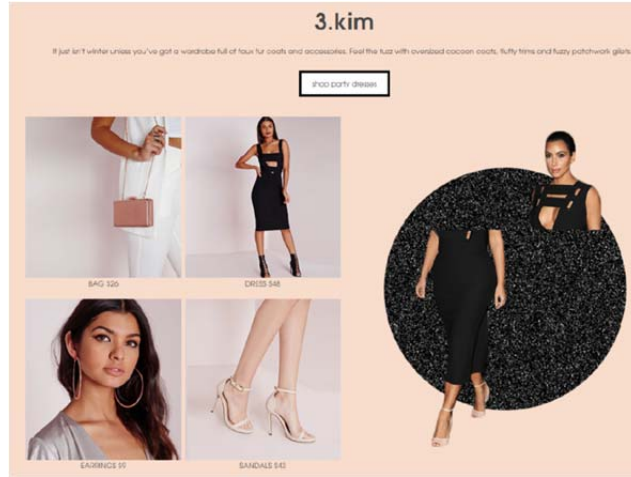 3.kim
It just isn't winter unless you've got a wardrobe full of faux fur coats and accessories. Feel the fuzz with oversized cocoon coats, fluffy trims and fuzzy patchwork gilets
shop party dresses
BAG $26
DRESS $48
EARRINGS $9
SANDALS $43